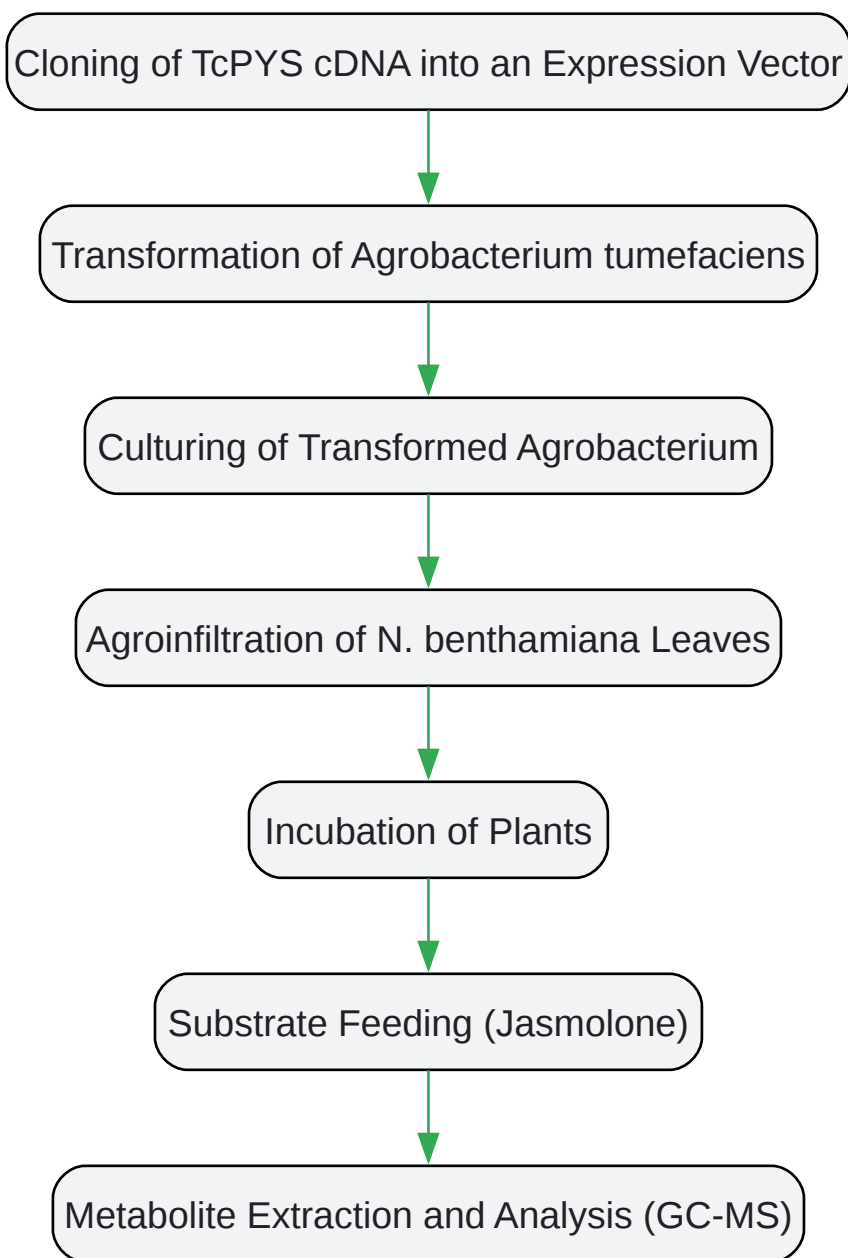 Cloning of TcPYS cDNA into an Expression Vector
Transformation of Agrobacterium tumefaciens
Culturing of Transformed Agrobacterium
Agroinfiltration of N. benthamiana Leaves
Incubation of Plants
Substrate Feeding (Jasmolone)
Metabolite Extraction and Analysis (GC-MS)